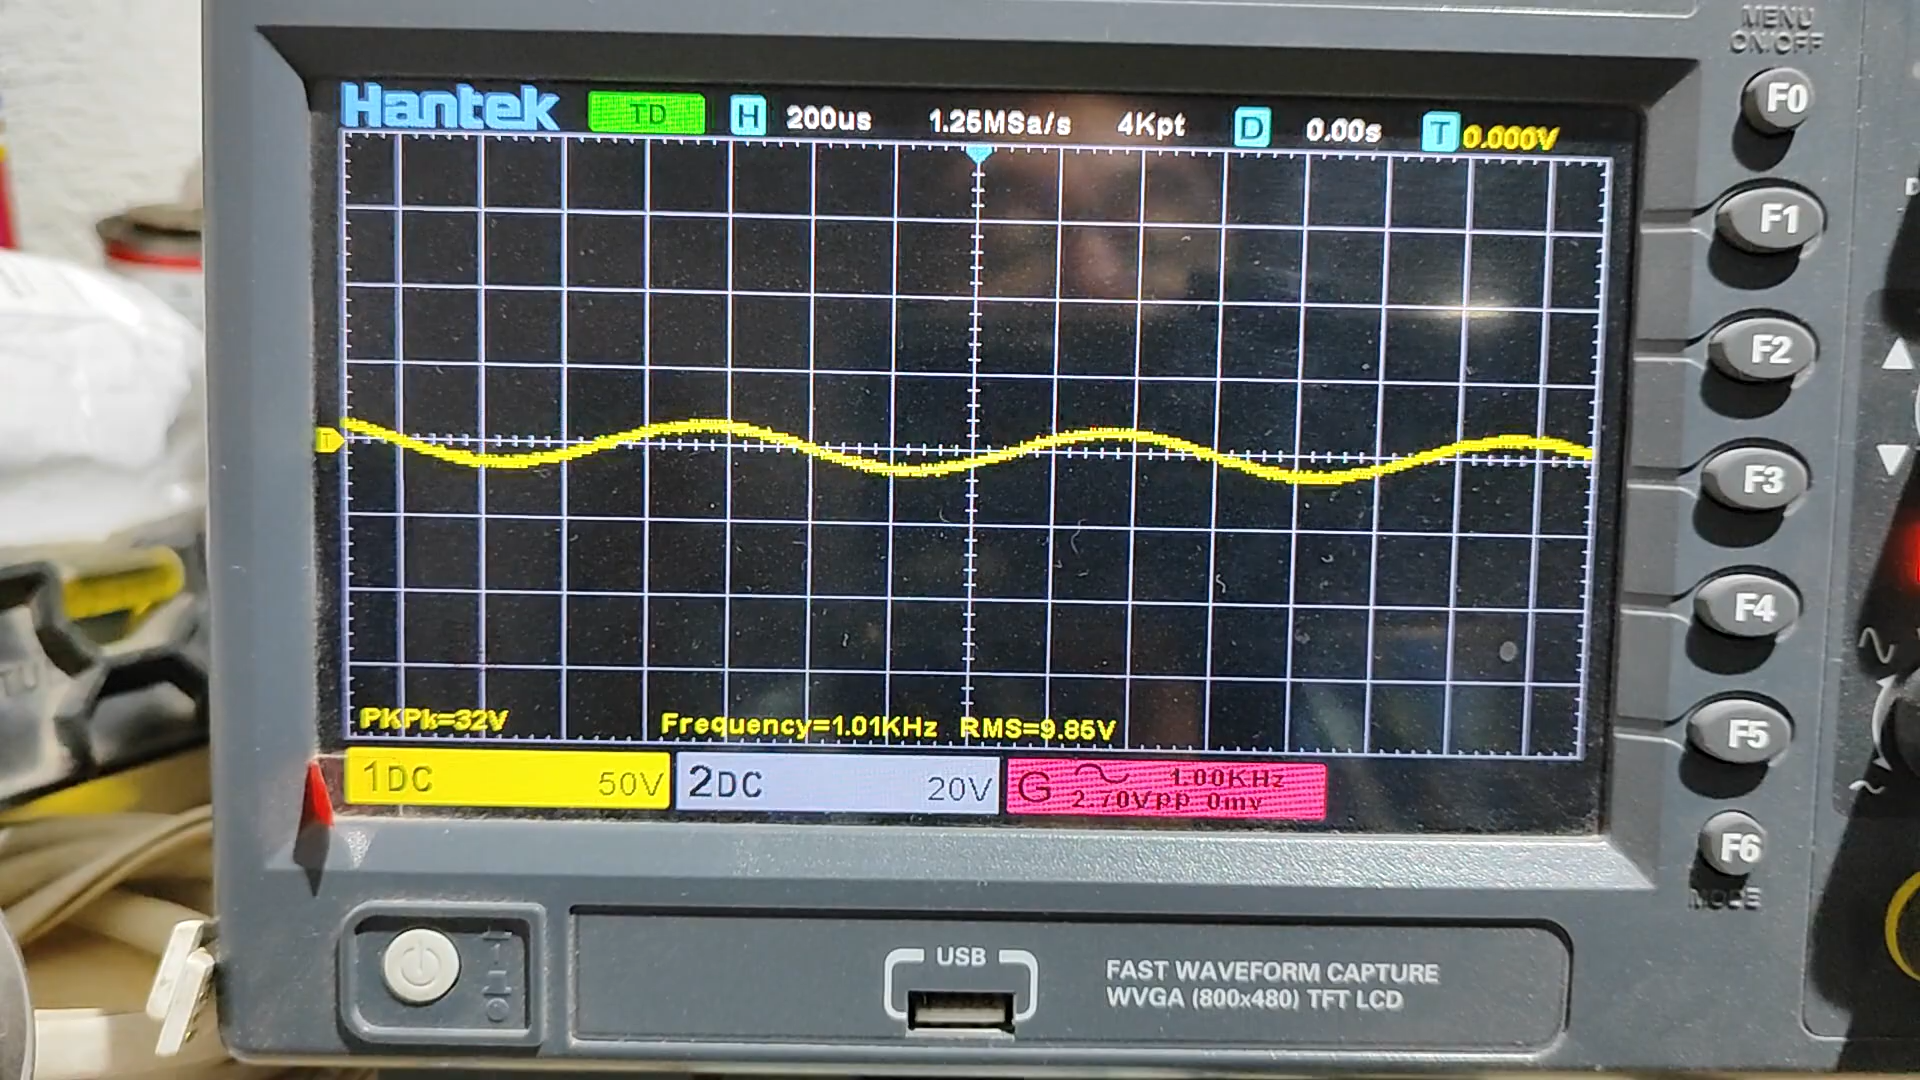 MENU
ON/OFF
Hantek TD H 200us 1.25MSa/s 4Kpt D 0.00s T 0.000V
F0
F1
F2
F3
F4
F5
F6
MODE
T
PKPk=32V Frequency=1.01KHz RMS=9.85V
1DC 50V 2DC 20V G 1.00KHz
2.70Vpp 0mv
USB
FAST WAVEFORM CAPTURE
WVGA (800x480) TFT LCD